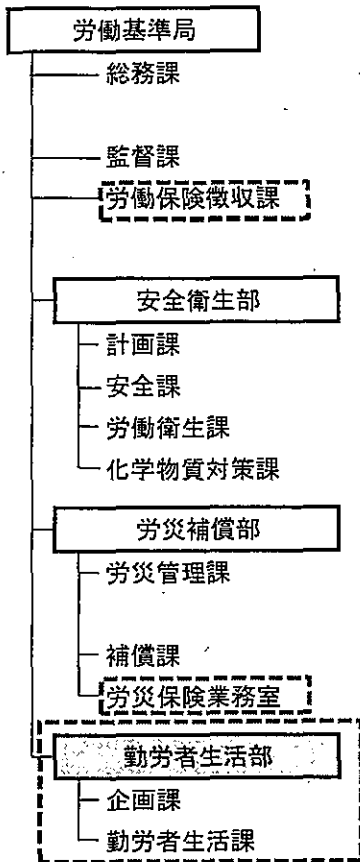 労働基準局
総務課
監督課
労働保険徴収課
安全衛生部
計画課
安全課
労働衛生課
化学物質対策課
労災補償部
労災管理課
補償課
労災保険業務室
勤労者生活部
企画課
勤労者生活課